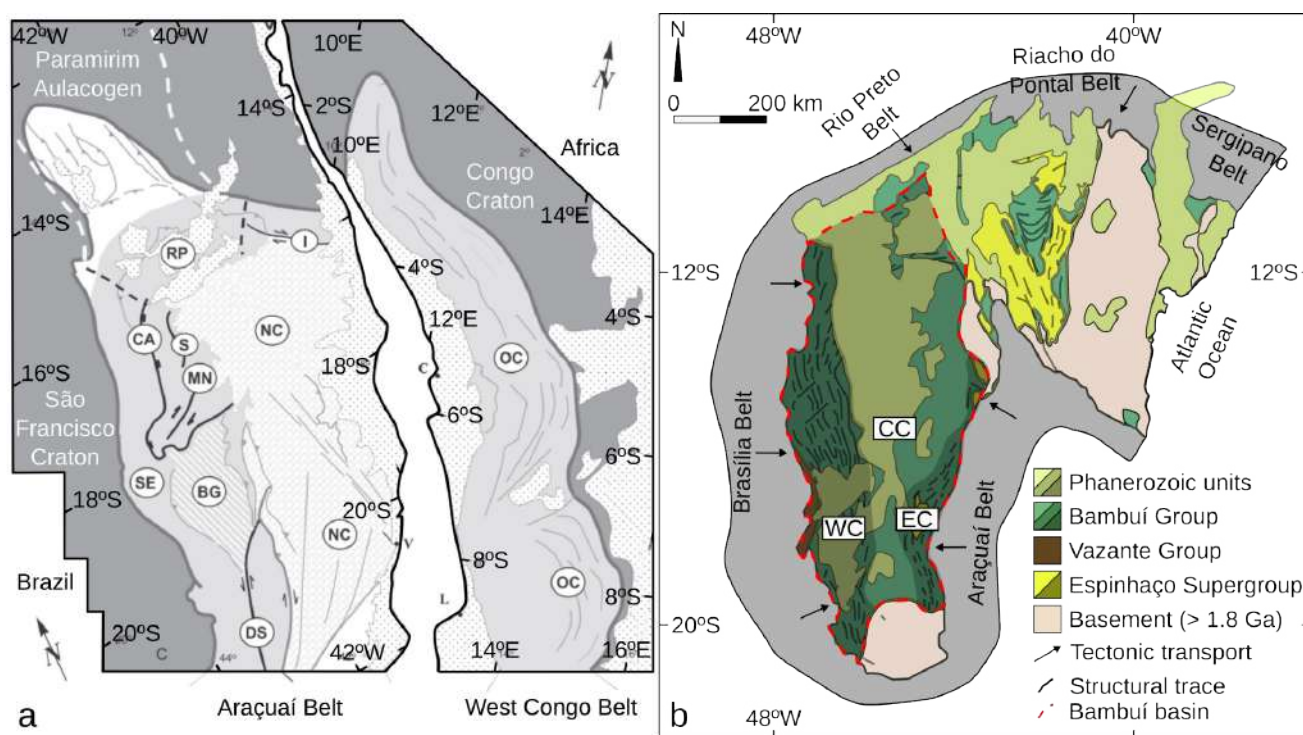 42ºW
12º
40ºW
Paramirim
Aulacogen
10ºE
14ºS
2ºS
12ºE
N
Africa
2º
10ºE
Congo
Craton
14ºE
14ºS
RP
I
4ºS
CA
S
NC
12ºE
4ºS
MN
18ºS
OC
16ºS
C
6ºS
São
Francisco
Craton
6ºS
SE
BG
18ºS
20ºS
NC
V
8ºS
OC
Brazil
L
8ºS
N
20ºS
DS
C
44º
42ºW
14ºE
16ºE
a
Araçuaí Belt
West Congo Belt
48ºW
40ºW
N
0 200 km
Riacho do
Pontal Belt
Rio Preto
Belt
Sergipano
Belt
12ºS
12ºS
Atlantic
Ocean
Brasília Belt
CC
WC
EC
Araçuaí Belt
20ºS
Phanerozoic units
Bambuí Group
Vazante Group
Espinhaço Supergroup
Basement (> 1.8 Ga)
Tectonic transport
Structural trace
Bambuí basin
b
48ºW